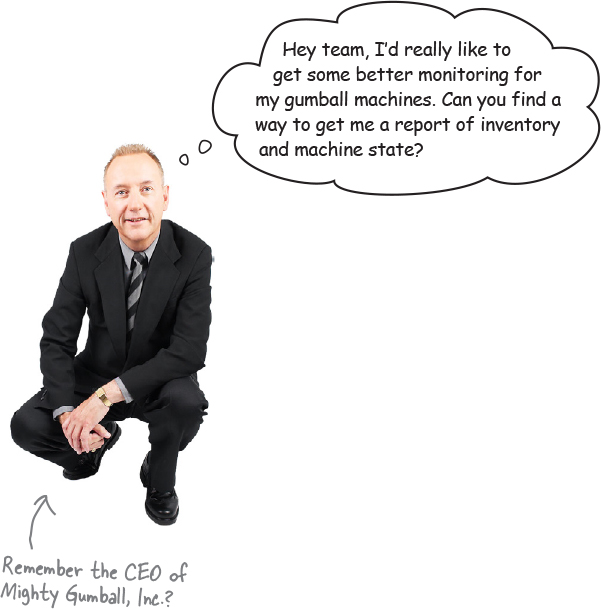 Hey team, I'd really like to
get some better monitoring for
my gumball machines. Can you find a
way to get me a report of inventory
and machine state?
Remember the CEO of
Mighty Gumball, Inc.?